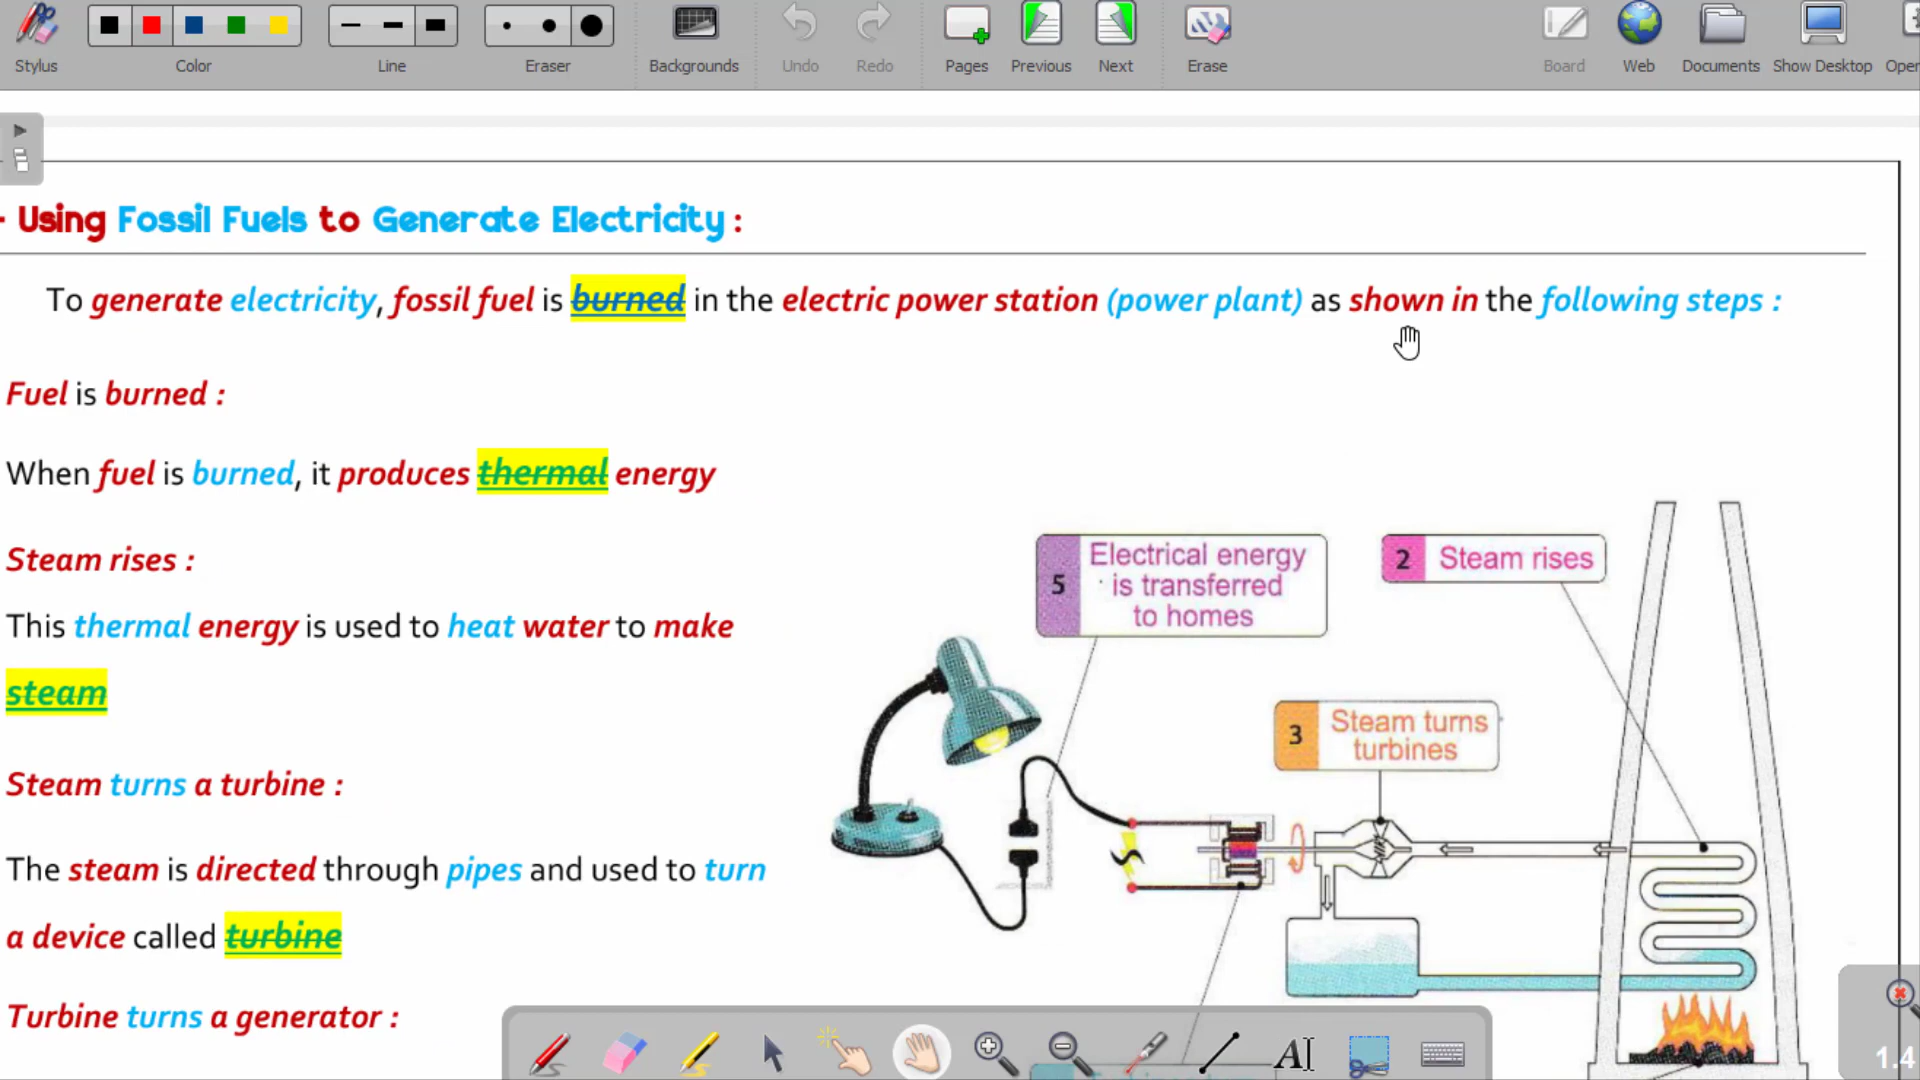 Stylus
Color
Line
Eraser
Backgrounds
Undo
Redo
Pages
Previous
Next
Erase
Board
Web
Documents
Show Desktop
- Using Fossil Fuels to Generate Electricity :
To generate electricity, fossil fuel is burned in the electric power station (power plant) as shown in the following steps :
Fuel is burned :
When fuel is burned, it produces thermal energy
Steam rises :
This thermal energy is used to heat water to make
steam
Steam turns a turbine :
The steam is directed through pipes and used to turn
a device called turbine
Turbine turns a generator :
5 Electrical energy
is transferred
to homes
2 Steam rises
3 Steam turns
turbines
AI
1.4